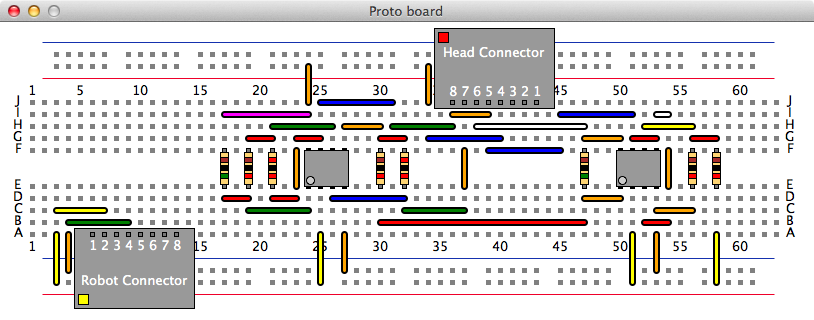 Proto board
Head Connector
1 5 10 15 20 25 30 8 7 6 5 4 3 2 1 45 50 55 60
J J
I I
H H
G G
F F
E E
D D
C C
B B
A A
1 1 2 3 4 5 6 7 8 15 20 25 30 35 40 45 50 55 60
Robot Connector